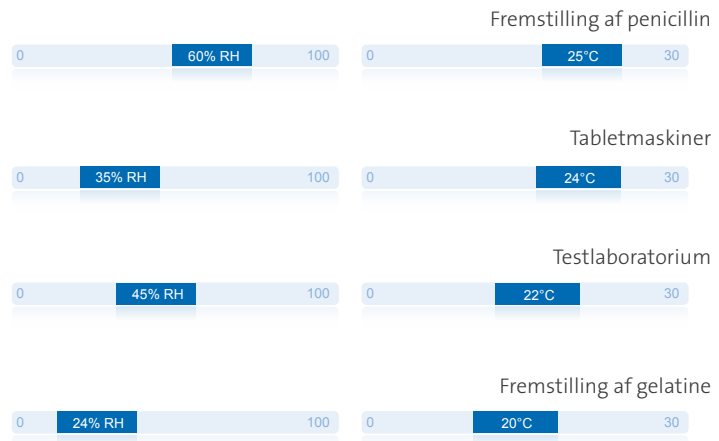 Fremstilling af penicillin
0 60% RH 100 0 25°C 30
Tabletmaskiner
0 35% RH 100 0 24°C 30
Testlaboratorium
0 45% RH 100 0 22°C 30
Fremstilling af gelatine
0 24% RH 100 0 20°C 30